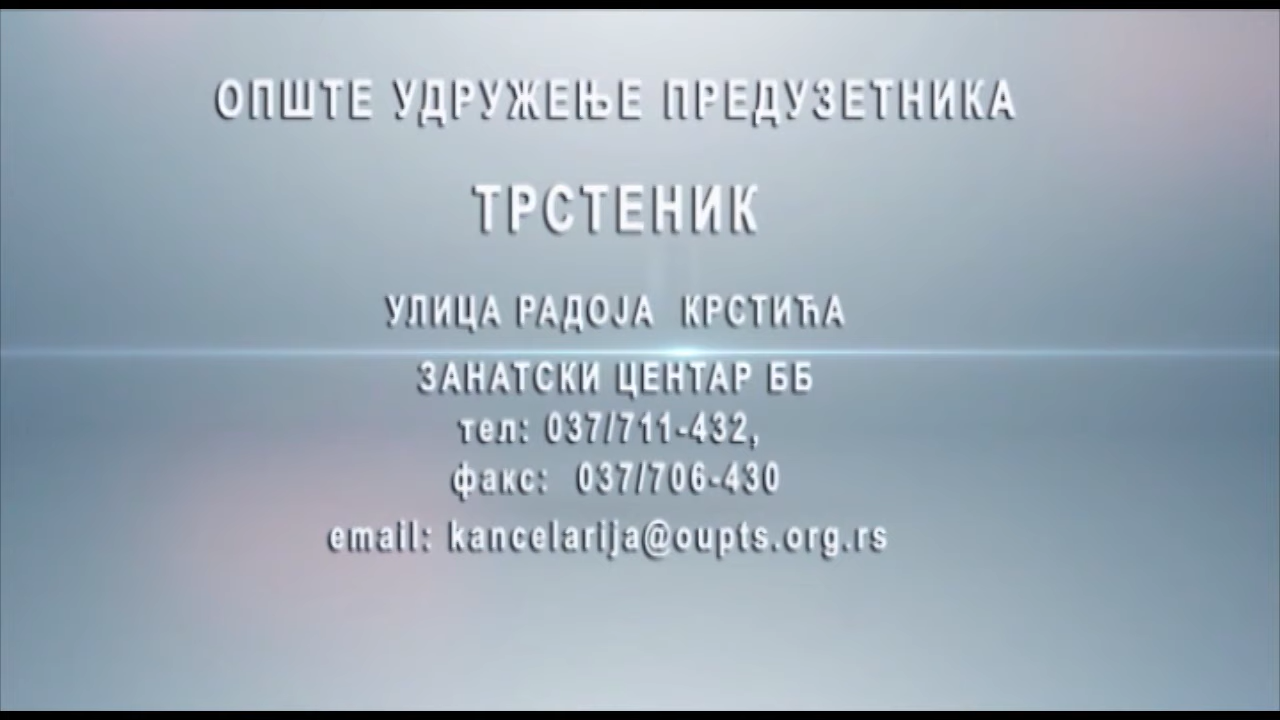 ОПШТЕ УДРУЖЕЊЕ ПРЕДУЗЕТНИКА
ТРСТЕНИК
УЛИЦА РАДОЈА КРСТИЋА
ЗАНАТСКИ ЦЕНТАР ББ
тел: 037/711-432,
факс: 037/706-430
email: kancelarija@oupts.org.rs